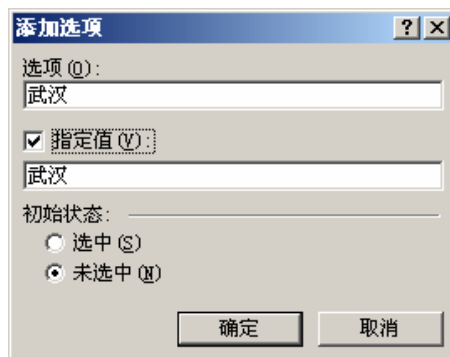 添加选项
选项(O):
武汉
指定值(V):
武汉
初始状态:
选中(S)
未选中(N)
确定 取消